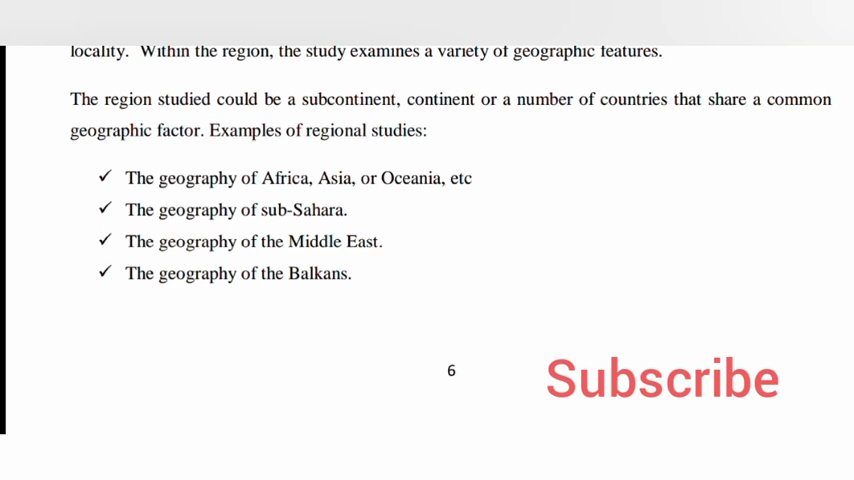 locality. Within the region, the study examines a variety of geographic features.
The region studied could be a subcontinent, continent or a number of countries that share a common
geographic factor. Examples of regional studies:
✓ The geography of Africa, Asia, or Oceania, etc
✓ The geography of sub-Sahara.
✓ The geography of the Middle East.
✓ The geography of the Balkans.
6
Subscribe